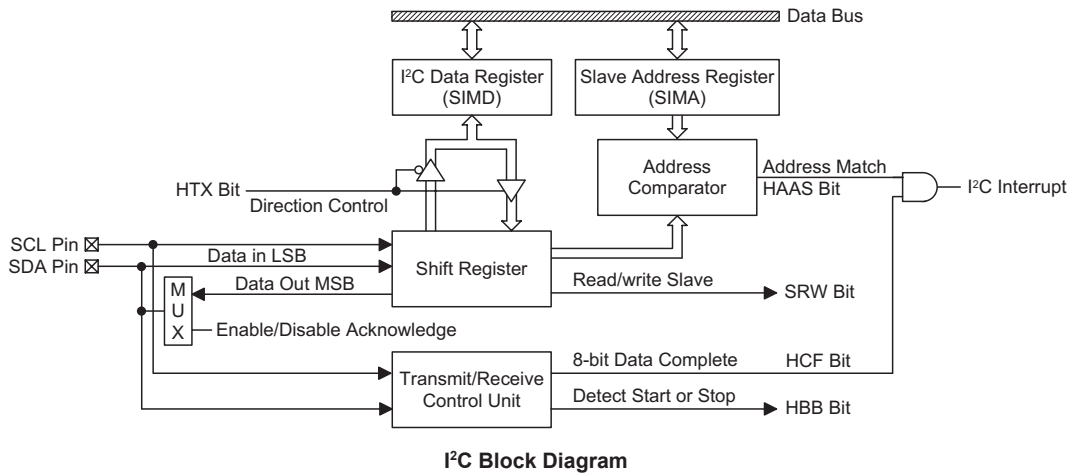 Data Bus
I²C Data Register
(SIMD)
Slave Address Register
(SIMA)
Address
Comparator
Address Match
HAAS Bit
I²C Interrupt
HTX Bit
Direction Control
SCL Pin
SDA Pin
Data in LSB
Shift Register
Data Out MSB
Read/write Slave
SRW Bit
M
U
X
Enable/Disable Acknowledge
Transmit/Receive
Control Unit
8-bit Data Complete
HCF Bit
Detect Start or Stop
HBB Bit
I²C Block Diagram